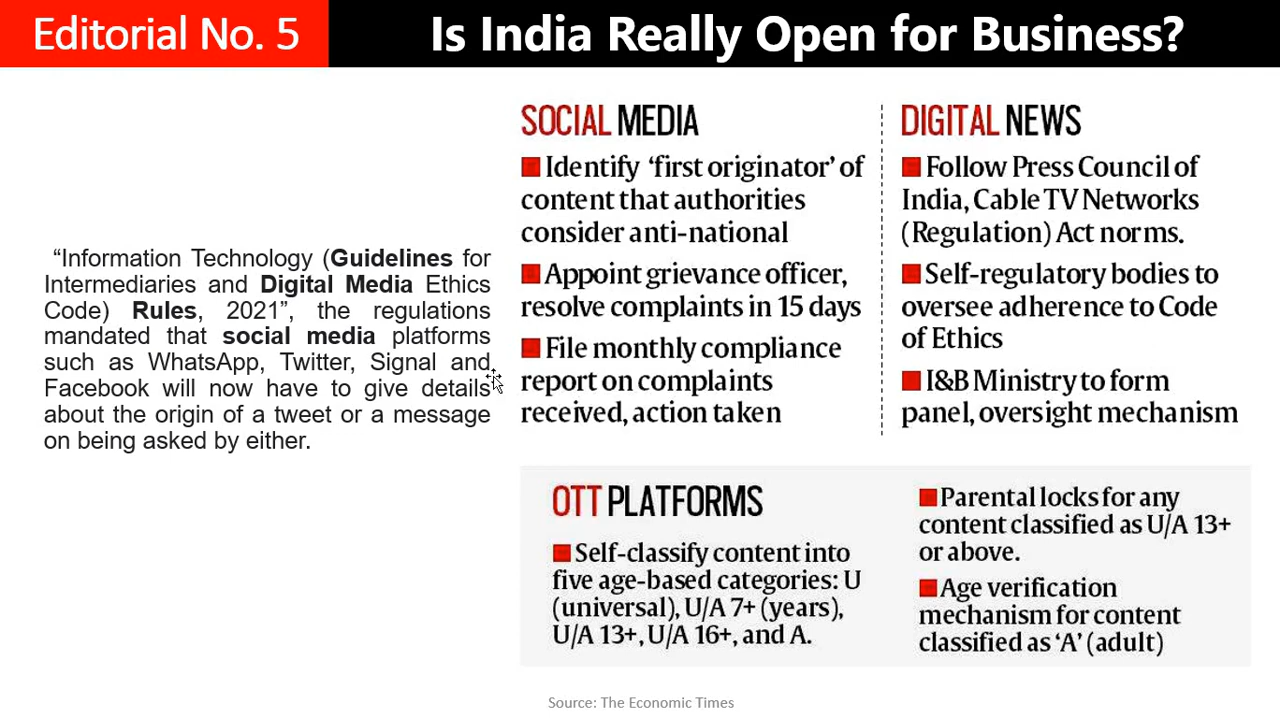 Editorial No. 5
Is India Really Open for Business?
“Information Technology (Guidelines for
Intermediaries and Digital Media Ethics
Code) Rules, 2021”, the regulations
mandated that social media platforms
such as WhatsApp, Twitter, Signal and
Facebook will now have to give details
about the origin of a tweet or a message
on being asked by either.
SOCIAL MEDIA
Identify ‘first originator’ of
content that authorities
consider anti-national
Appoint grievance officer,
resolve complaints in 15 days
File monthly compliance
report on complaints
received, action taken
DIGITAL NEWS
Follow Press Council of
India, Cable TV Networks
(Regulation) Act norms.
Self-regulatory bodies to
oversee adherence to Code
of Ethics
I&B Ministry to form
panel, oversight mechanism
OTT PLATFORMS
Self-classify content into
five age-based categories: U
(universal), U/A 7+ (years),
U/A 13+, U/A 16+, and A.
Parental locks for any
content classified as U/A 13+
or above.
Age verification
mechanism for content
classified as ‘A’ (adult)
Source: The Economic Times